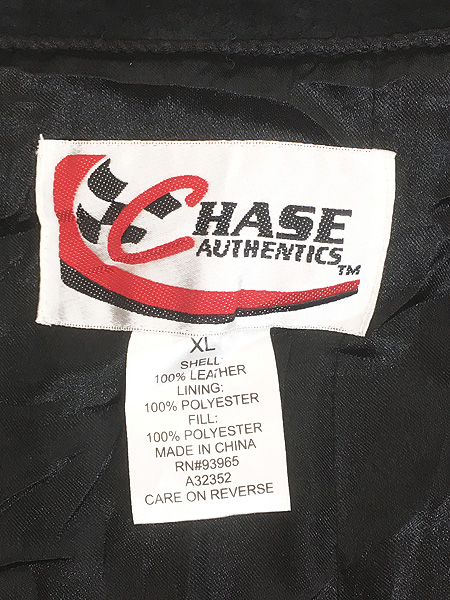 CHASE
AUTHENTICS
TM
XL
SHELL:
100% LEATHER
LINING:
100% POLYESTER
FILL:
100% POLYESTER
MADE IN CHINA
RN#93965
A32352
CARE ON REVERSE